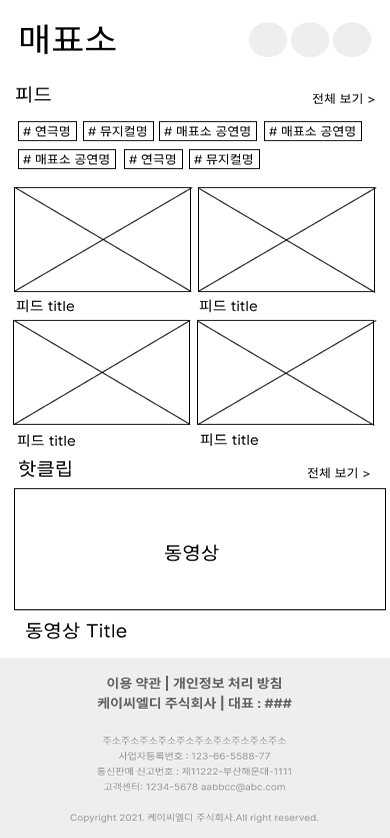 매표소
피드
전체 보기 >
# 연극명 # 뮤지컬명 # 매표소 공연명 # 매표소 공연명
# 매표소 공연명 # 연극명 # 뮤지컬명
피드 title 피드 title
피드 title 피드 title
핫클립
전체 보기 >
동영상
동영상 Title
이용 약관 | 개인정보 처리 방침
케이씨엘디 주식회사 | 대표 : ###
주소주소주소주소주소주소주소주소주소주소
사업자등록번호 : 123-66-5588-77
통신판매 신고번호 : 제11222-부산해운대-1111
고객센터: 1234-5678 aabbcc@abc.com
Copyright 2021. 케이씨엘디 주식회사.All right reserved.